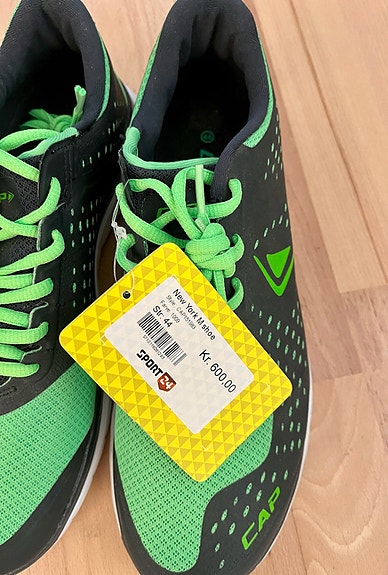 New York M shoe
Str: 44
Kr. 600.00
SPORT 24
CAP